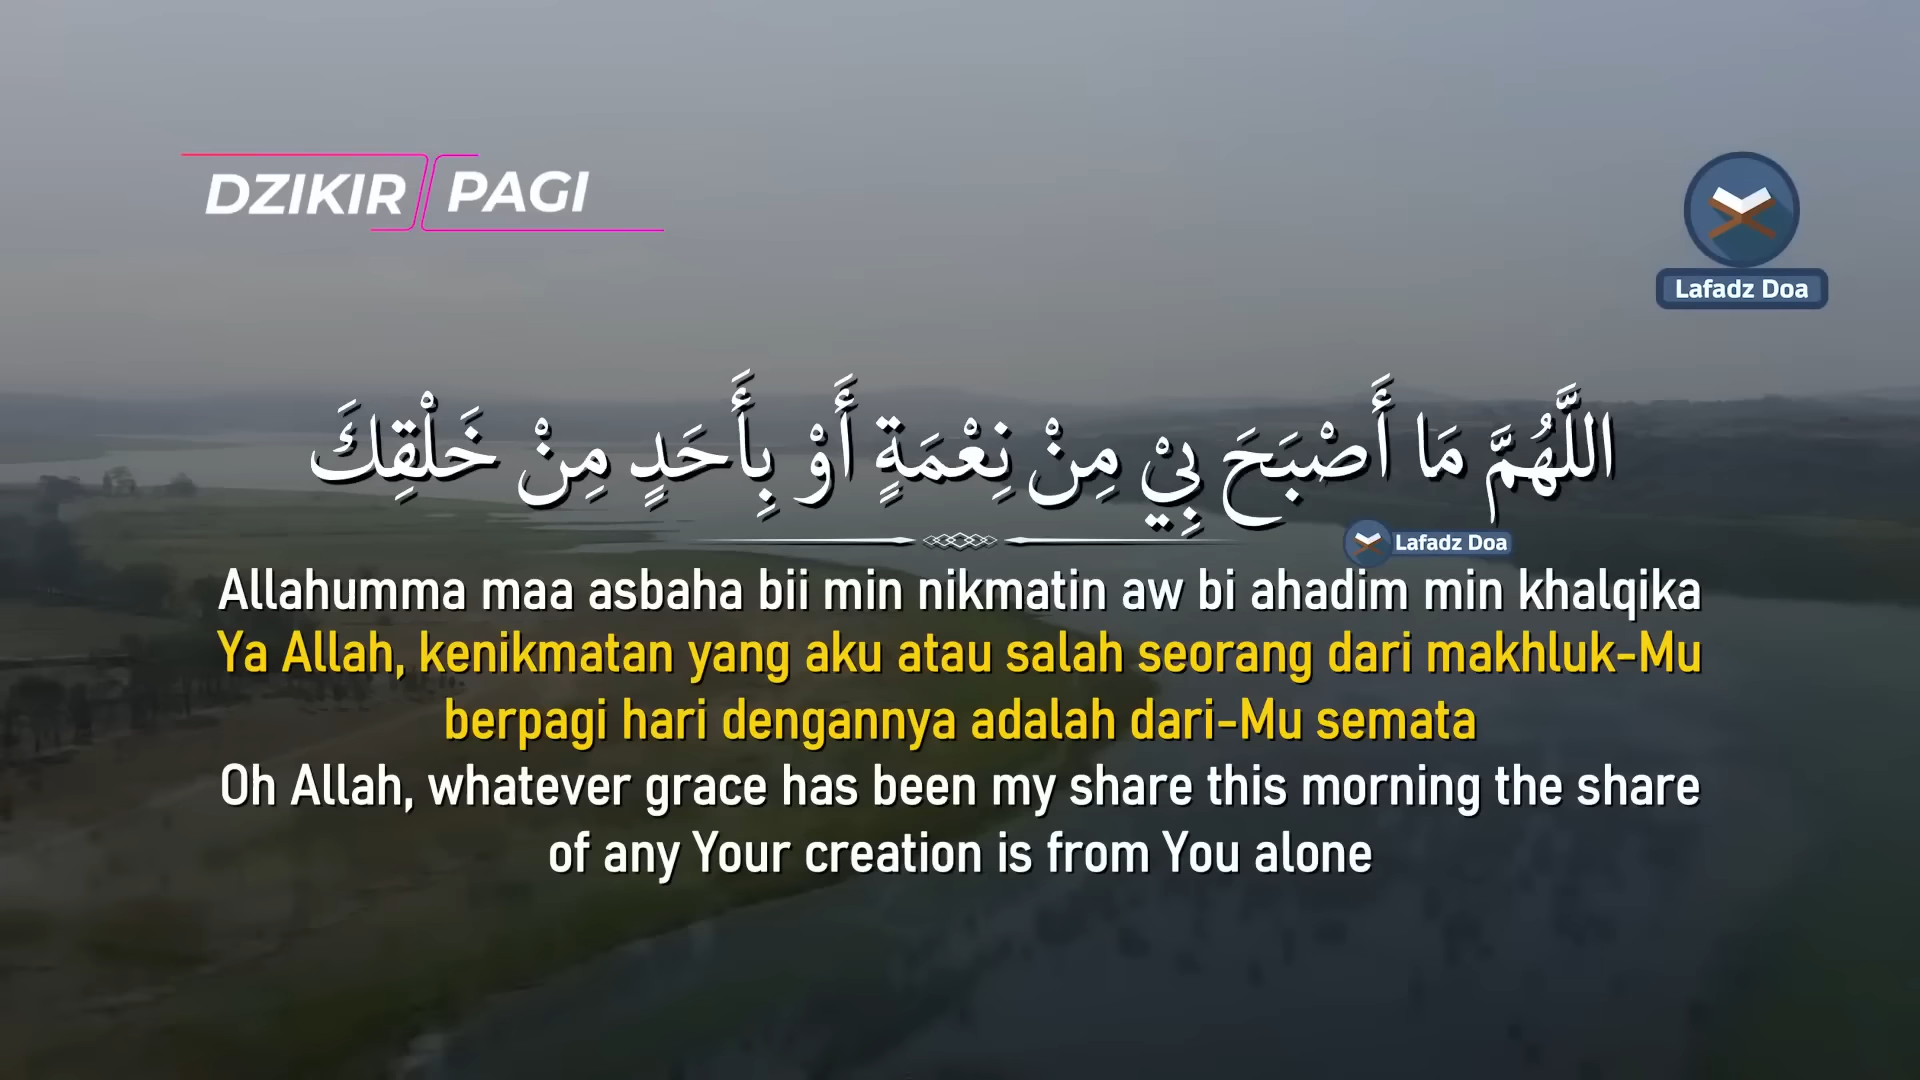 DZIKIR PAGI
Lafadz Doa
اللَّهُمَّ مَا أَصْبَحَ بِيْ مِنْ نِعْمَةٍ أَوْ بِأَحَدٍ مِنْ خَلْقِكَ
Lafadz Doa
Allahumma maa asbaha bii min nikmatin aw bi ahadim min khalqika
Ya Allah, kenikmatan yang aku atau salah seorang dari makhluk-Mu
berpagi hari dengannya adalah dari-Mu semata
Oh Allah, whatever grace has been my share this morning the share
of any Your creation is from You alone